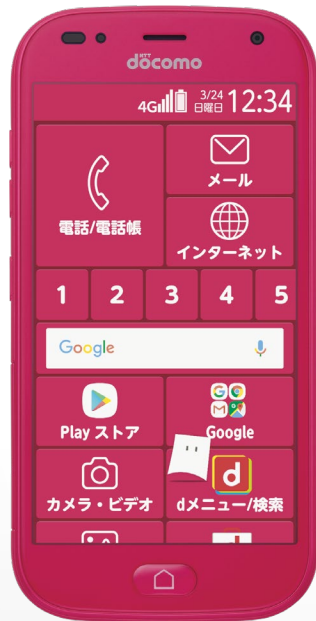 NTT
döcomo
4G 3/24 日曜日 12:34
電話/電話帳
メール
インターネット
1 2 3 4 5
Google
Play ストア
Google
カメラ・ビデオ
dメニュー/検索